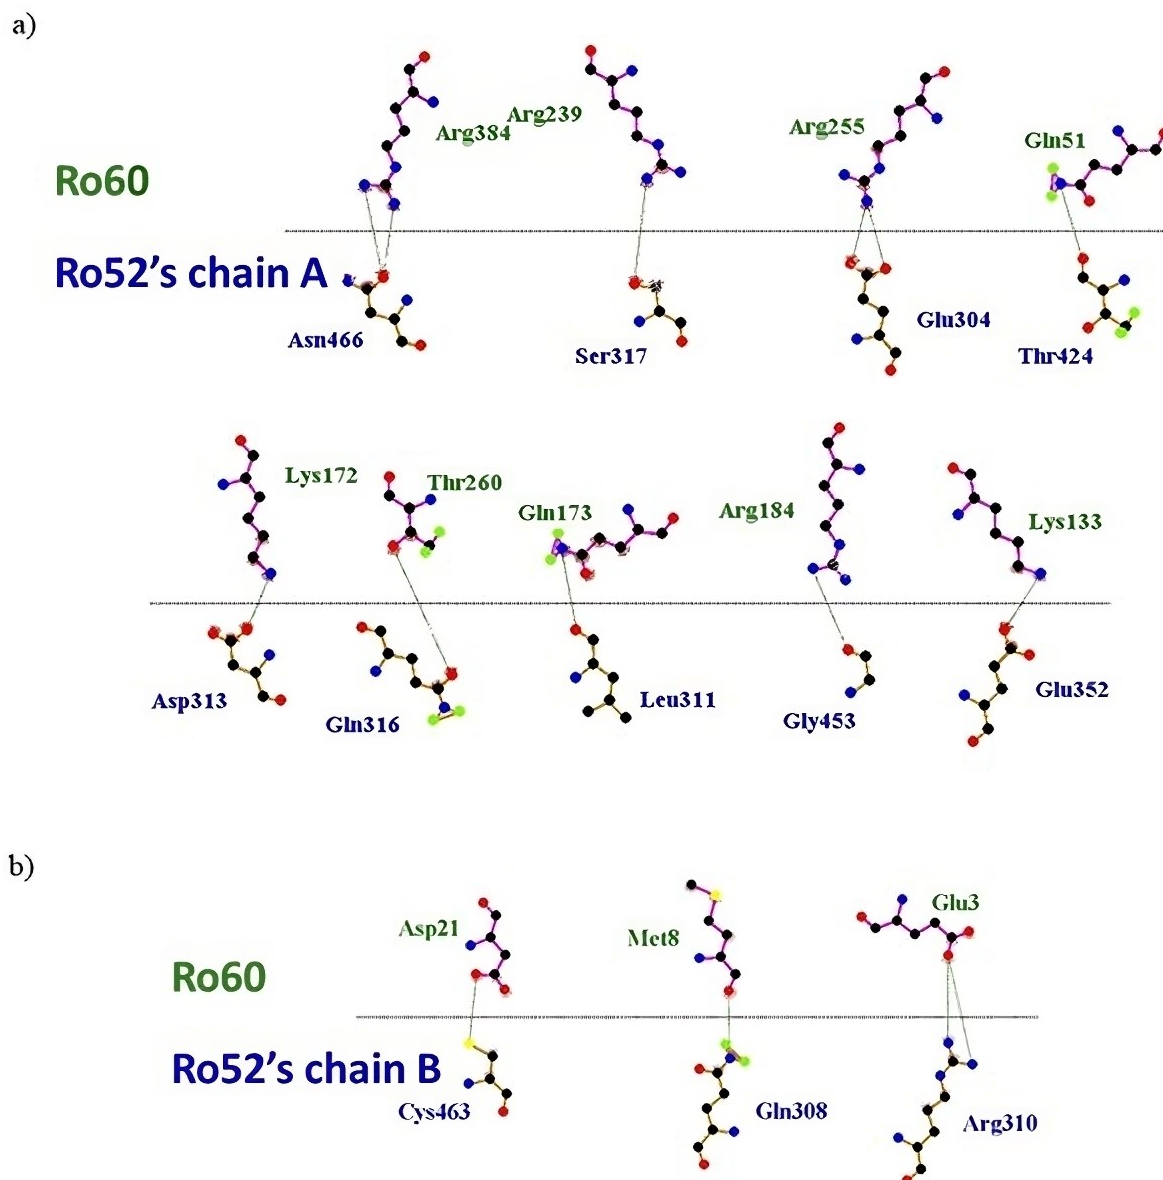 a)
Arg384 Arg239 Arg255 Gln51
Ro60
Ro52's chain A
Asn466 Ser317 Glu304 Thr424
Lys172 Thr260 Gln173 Arg184 Lys133
Asp313 Gln316 Leu311 Gly453 Glu352
b)
Asp21 Met8 Glu3
Ro60
Ro52's chain B
Cys463 Gln308 Arg310